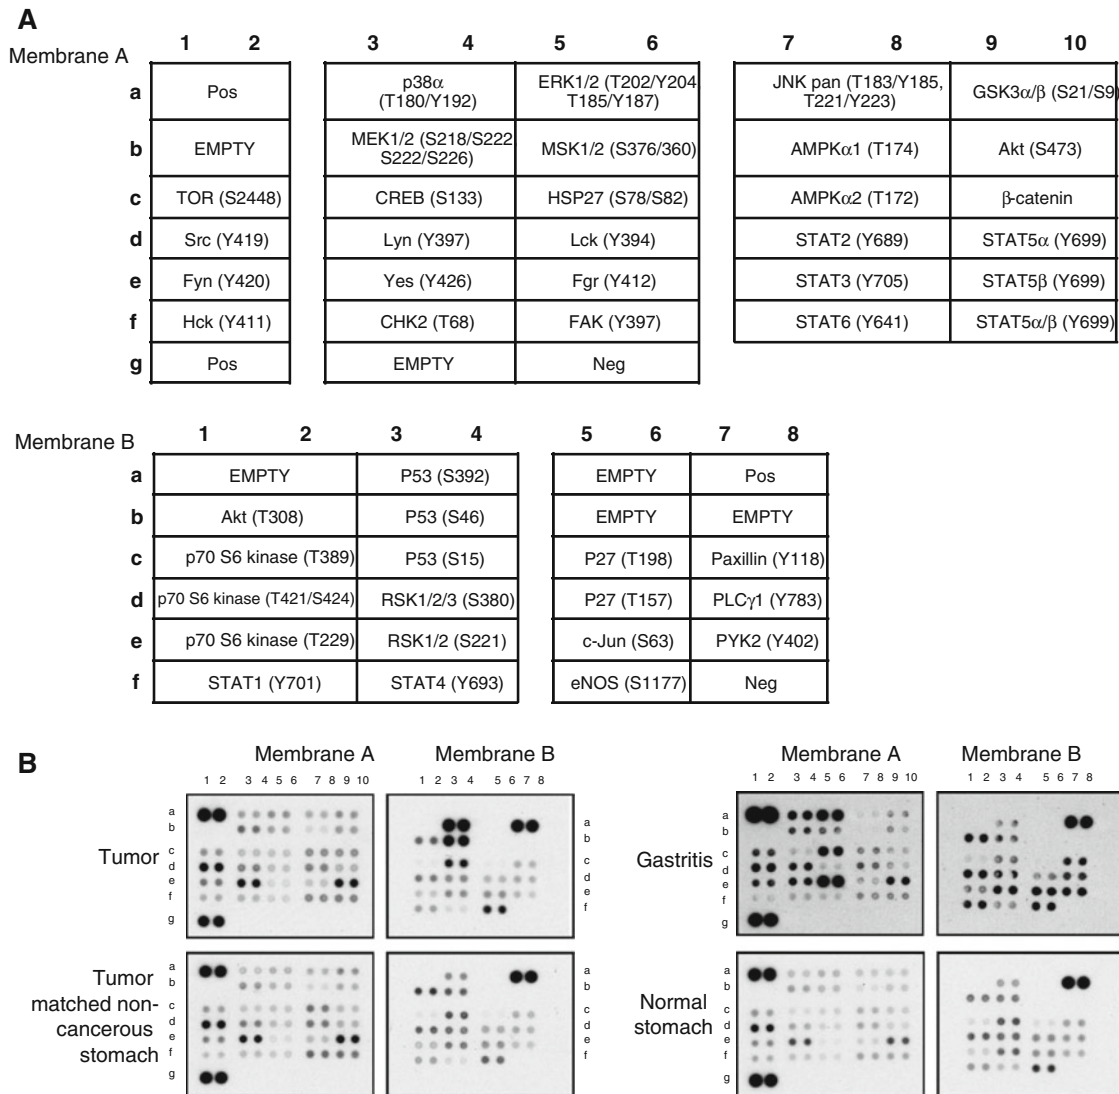 A
Membrane A
1 2 3 4 5 6 7 8 9 10
a Pos p38α (T180/Y192) ERK1/2 (T202/Y204, T185/Y187) JNK pan (T183/Y185, T221/Y223) GSK3α/β (S21/S9)
b EMPTY MEK1/2 (S218/S222 S222/S226) MSK1/2 (S376/360) AMPKα1 (T174) Akt (S473)
c TOR (S2448) CREB (S133) HSP27 (S78/S82) AMPKα2 (T172) β-catenin
d Src (Y419) Lyn (Y397) Lck (Y394) STAT2 (Y689) STAT5α (Y699)
e Fyn (Y420) Yes (Y426) Fgr (Y412) STAT3 (Y705) STAT5β (Y699)
f Hck (Y411) CHK2 (T68) FAK (Y397) STAT6 (Y641) STAT5α/β (Y699)
g Pos EMPTY Neg
Membrane B
1 2 3 4 5 6 7 8
a EMPTY P53 (S392) EMPTY Pos
b Akt (T308) P53 (S46) EMPTY EMPTY
c p70 S6 kinase (T389) P53 (S15) P27 (T198) Paxillin (Y118)
d p70 S6 kinase (T421/S424) RSK1/2/3 (S380) P27 (T157) PLCγ1 (Y783)
e p70 S6 kinase (T229) RSK1/2 (S221) c-Jun (S63) PYK2 (Y402)
f STAT1 (Y701) STAT4 (Y693) eNOS (S1177) Neg
B
Membrane A Membrane B Membrane A Membrane B
1 2 3 4 5 6 7 8 9 10 1 2 3 4 5 6 7 8 1 2 3 4 5 6 7 8 9 10 1 2 3 4 5 6 7 8
Tumor
a
b
c
d
e
f
g
a
b
c
d
e
f
Gastritis
a
b
c
d
e
f
g
Tumor
matched non-
cancerous
stomach
a
b
c
d
e
f
g
a
b
c
d
e
f
Normal
stomach
a
b
c
d
e
f
g